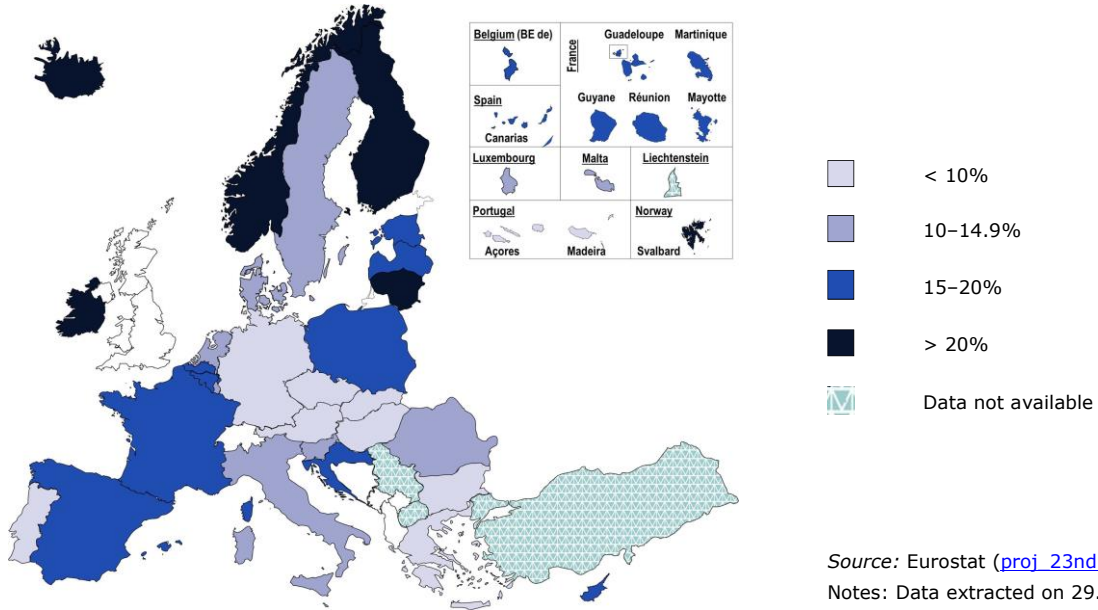 Belgium (BE de)
France
Guadeloupe
Martinique
Spain
Canarias
Guyane
Réunion
Mayotte
Luxembourg
Malta
Liechtenstein
Portugal
Açores
Madeira
Norway
Svalbard
< 10%
10–14.9%
15–20%
> 20%
Data not available
Source: Eurostat (proj_23nd
Notes: Data extracted on 29.